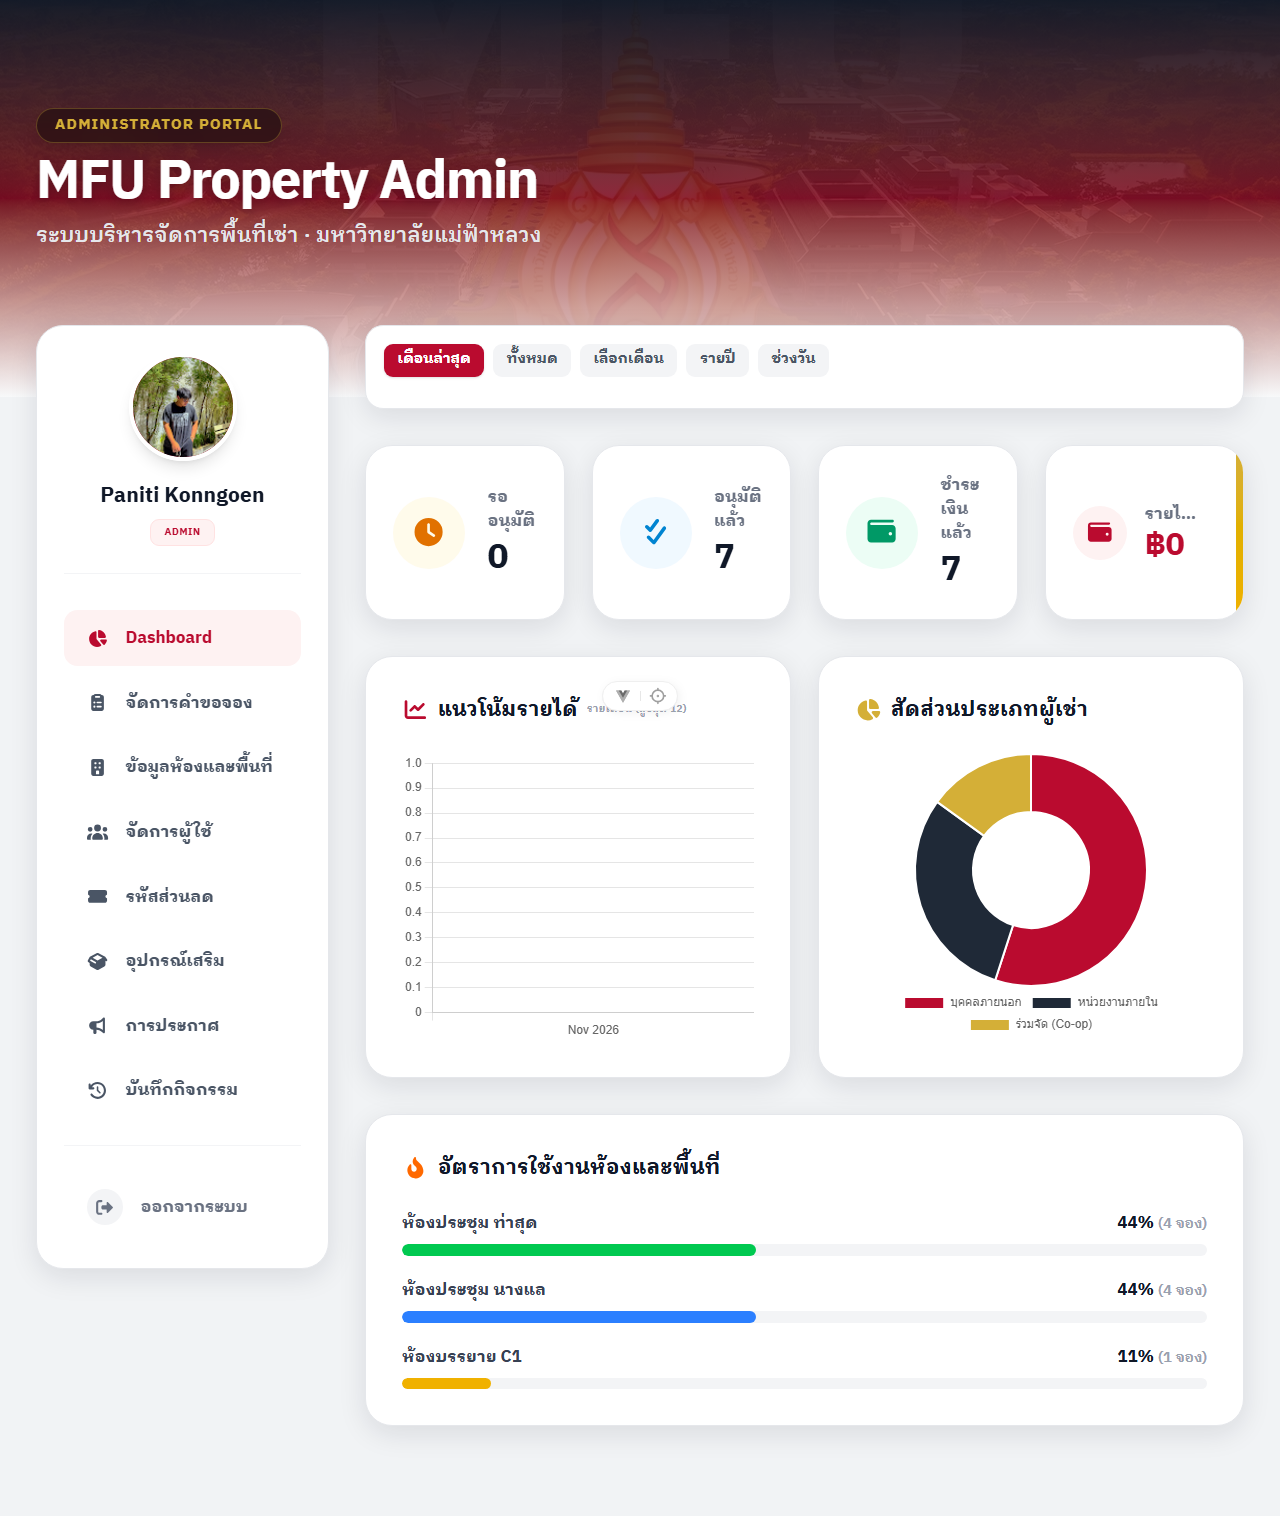 ADMINISTRATOR PORTAL
MFU Property Admin
ระบบบริหารจัดการพื้นที่เช่า · มหาวิทยาลัยแม่ฟ้าหลวง
Paniti Konngoen
ADMIN
Dashboard
จัดการคำขอจอง
ข้อมูลห้องและพื้นที่
จัดการผู้ใช้
รหัสส่วนลด
อุปกรณ์เสริม
การประกาศ
บันทึกกิจกรรม
ออกจากระบบ
เดือนล่าสุด ทั้งหมด เลือกเดือน รายปี ช่วงวัน
รอ
อนุมัติ
0
อนุมัติ
แล้ว
7
ชำระ
เงิน
แล้ว
7
รายไ...
฿0
แนวโน้มรายได้
1.0
0.9
0.8
0.7
0.6
0.5
0.4
0.3
0.2
0.1
0
Nov 2026
สัดส่วนประเภทผู้เช่า
บุคคลภายนอก หน่วยงานภายใน
ร่วมจัด (Co-op)
อัตราการใช้งานห้องและพื้นที่
ห้องประชุม ท่าสุด 44% (4 จอง)
ห้องประชุม นางแล 44% (4 จอง)
ห้องบรรยาย C1 11% (1 จอง)